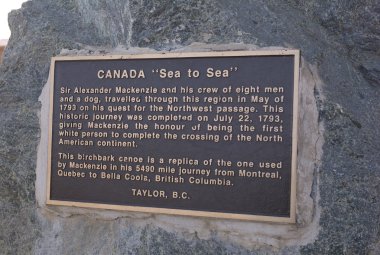 CANADA "Sea to Sea"
Sir Alexander Mackenzie and his crew of eight men
and a dog, travelled through this region in May of
1793 on his quest for the Northwest passage. This
historic journey was completed on July 22, 1793,
giving Mackenzie the honour of being the first
white person to complete the crossing of the North
American continent.
This birchbark canoe is a replica of the one used
by Mackenzie in his 5490 mile journey from Montreal,
Quebec to Bella Coola, British Columbia.
TAYLOR, B.C.